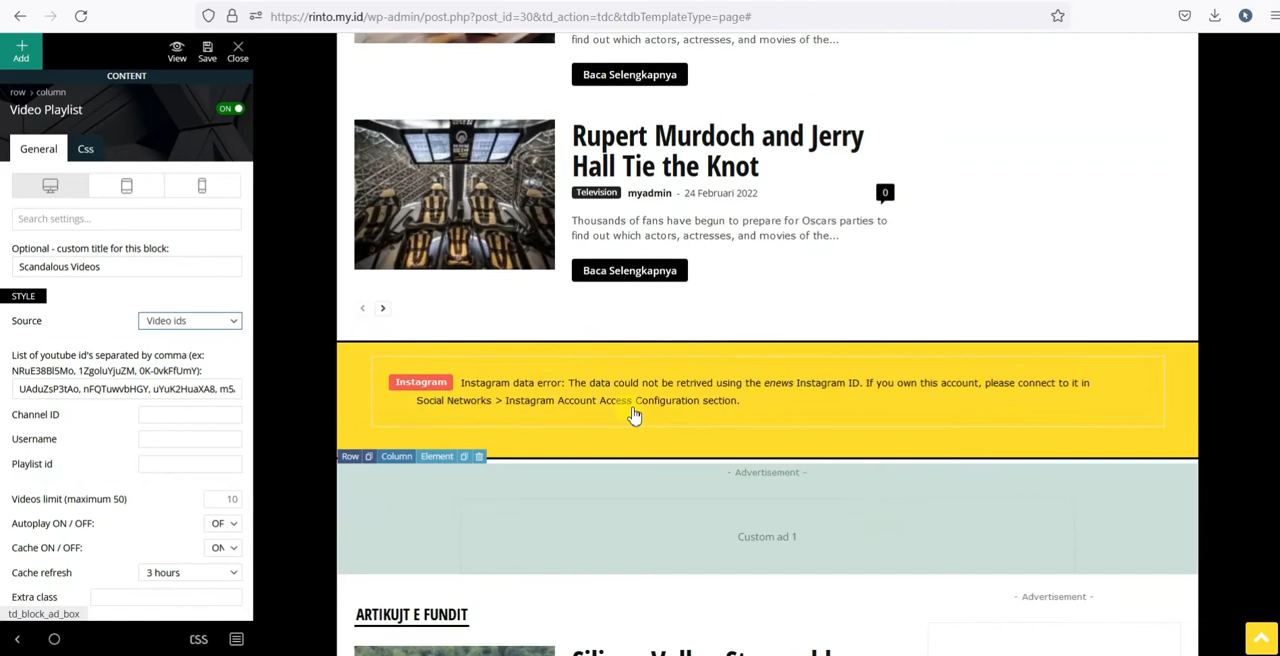 https://rinto.my.id/wp-admin/post.php?post_id=30&td_action=tdc&tdbTemplateType=page#
Add
View
Save
Close
CONTENT
row > column
Video Playlist
ON
General
Css
Search settings...
Optional - custom title for this block:
Scandalous Videos
STYLE
Source
Video ids
List of youtube id's separated by comma (ex:
NRuE38Bl5Mo, 1ZgoluYjuZM, 0K-0vkFfUmY):
UAduZsP3tAo, nFQTuwvbHGY, uYuK2HuaXA8, m5
Channel ID
Username
Playlist id
Videos limit (maximum 50)
10
Autoplay ON / OFF:
OF
Cache ON / OFF:
ON
Cache refresh
3 hours
Extra class
td_block_ad_box
CSS
find out which actors, actresses, and movies of the...
Baca Selengkapnya
Rupert Murdoch and Jerry
Hall Tie the Knot
Television myadmin - 24 Februari 2022
0
Thousands of fans have begun to prepare for Oscars parties to
find out which actors, actresses, and movies of the...
Baca Selengkapnya
Instagram Instagram data error: The data could not be retrived using the enews Instagram ID. If you own this account, please connect to it in
Social Networks > Instagram Account Access Configuration section.
Row Column Element
- Advertisement -
Custom ad 1
ARTIKUJT E FUNDIT
- Advertisement -